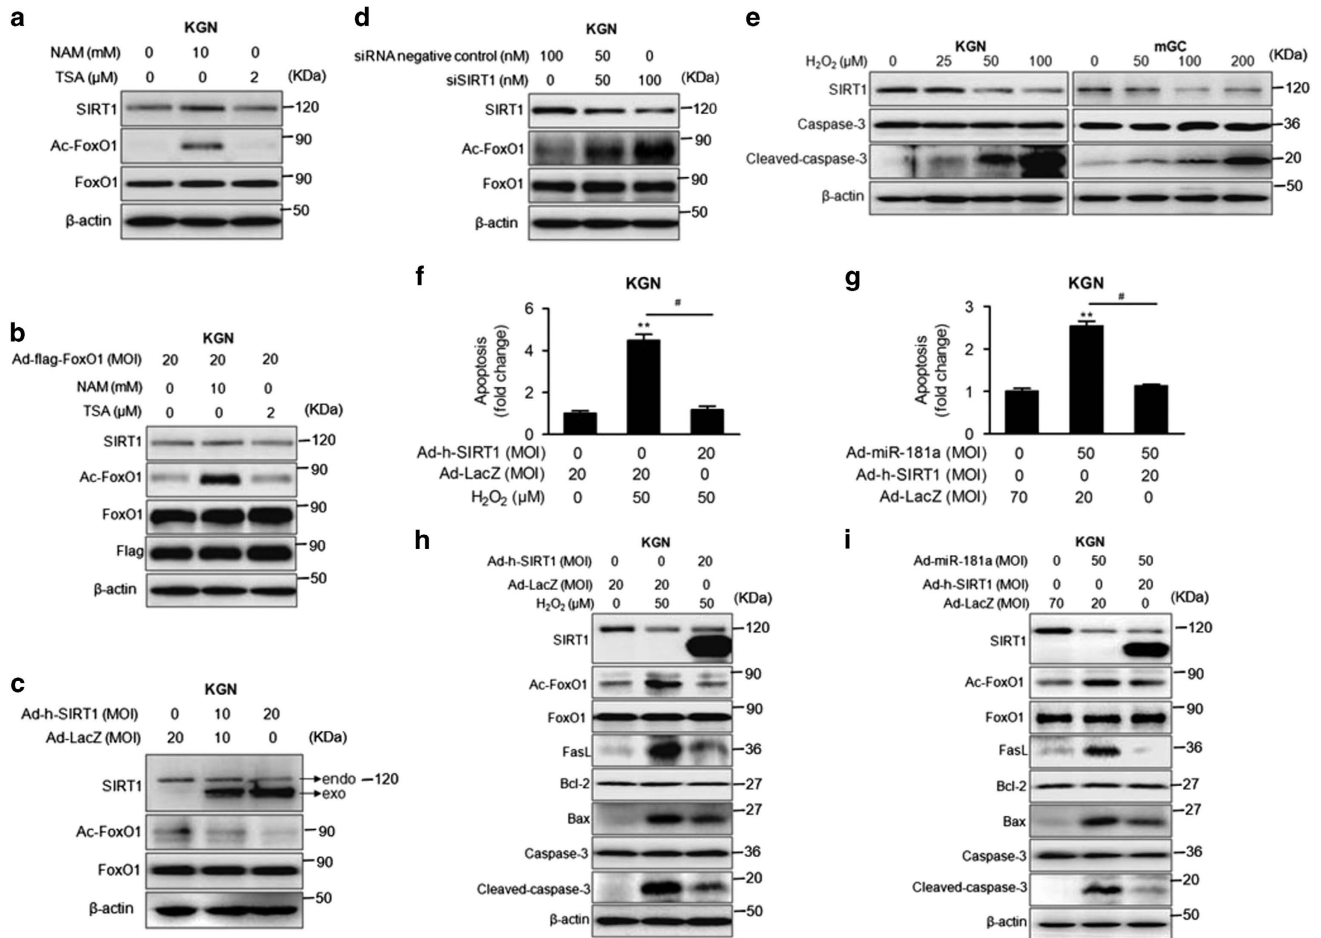 a
KGN
NAM (mM) 0 10 0
TSA (µM) 0 0 2 (KDa)
SIRT1 120
Ac-FoxO1 90
FoxO1 90
β-actin 50
b
KGN
Ad-flag-FoxO1 (MOI) 20 20 20
NAM (mM) 0 10 0
TSA (µM) 0 0 2 (KDa)
SIRT1 120
Ac-FoxO1 90
FoxO1 90
Flag 90
β-actin 50
c
KGN
Ad-h-SIRT1 (MOI) 0 10 20
Ad-LacZ (MOI) 20 10 0 (KDa)
SIRT1 endo 120
exo
Ac-FoxO1 90
FoxO1 90
β-actin 50
d
KGN
siRNA negative control (nM) 100 50 0
siSIRT1 (nM) 0 50 100 (KDa)
SIRT1 120
Ac-FoxO1 90
FoxO1 90
β-actin 50
e
KGN mGC (KDa)
H₂O₂ (µM) 0 25 50 100 0 50 100 200
SIRT1 120
Caspase-3 36
Cleaved-caspase-3 20
β-actin 50
f
KGN
Apoptosis
(fold change)
6
4
2
0
**
#
Ad-h-SIRT1 (MOI) 0 0 20
Ad-LacZ (MOI) 20 20 0
H₂O₂ (µM) 0 50 50
g
KGN
Apoptosis
(fold change)
3
2
1
0
**
#
Ad-miR-181a (MOI) 0 50 50
Ad-h-SIRT1 (MOI) 0 0 20
Ad-LacZ (MOI) 70 20 0
h
KGN
Ad-h-SIRT1 (MOI) 0 0 20
Ad-LacZ (MOI) 20 20 0
H₂O₂ (µM) 0 50 50 (KDa)
SIRT1 120
Ac-FoxO1 90
FoxO1 90
FasL 36
Bcl-2 27
Bax 27
Caspase-3 36
Cleaved-caspase-3 20
β-actin 50
i
KGN
Ad-miR-181a (MOI) 0 50 50
Ad-h-SIRT1 (MOI) 0 0 20
Ad-LacZ (MOI) 70 20 0 (KDa)
SIRT1 120
Ac-FoxO1 90
FoxO1 90
FasL 36
Bcl-2 27
Bax 27
Caspase-3 36
Cleaved-caspase-3 20
β-actin 50